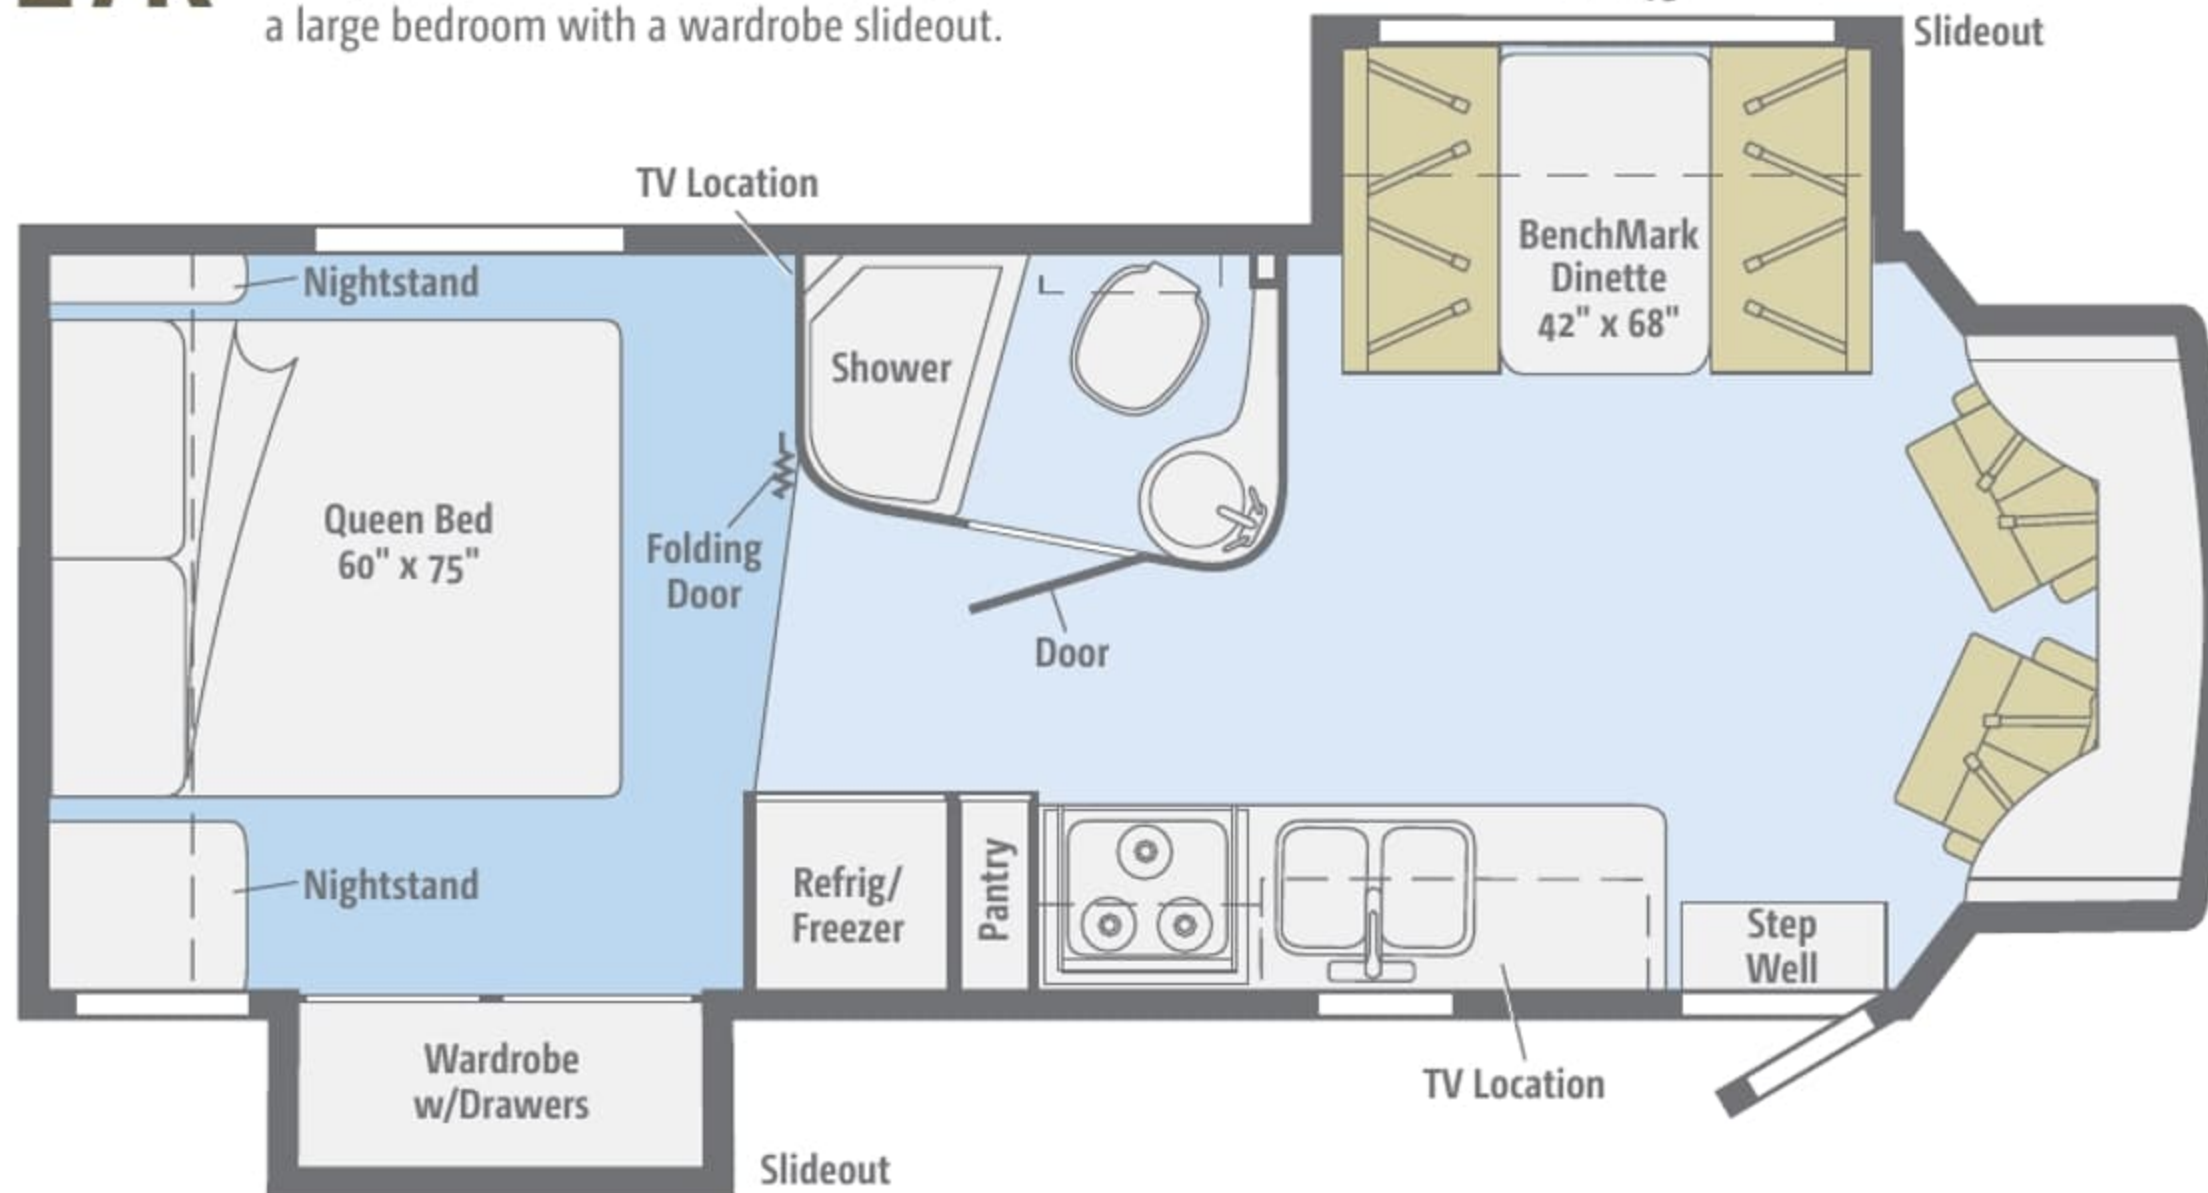 a large bedroom with a wardrobe slideout.
Slideout
TV Location
Nightstand
BenchMark
Dinette
42" x 68"
Shower
Queen Bed
60" x 75"
Folding
Door
Door
Nightstand
Refrig/
Freezer
Pantry
Step
Well
Wardrobe
w/Drawers
TV Location
Slideout